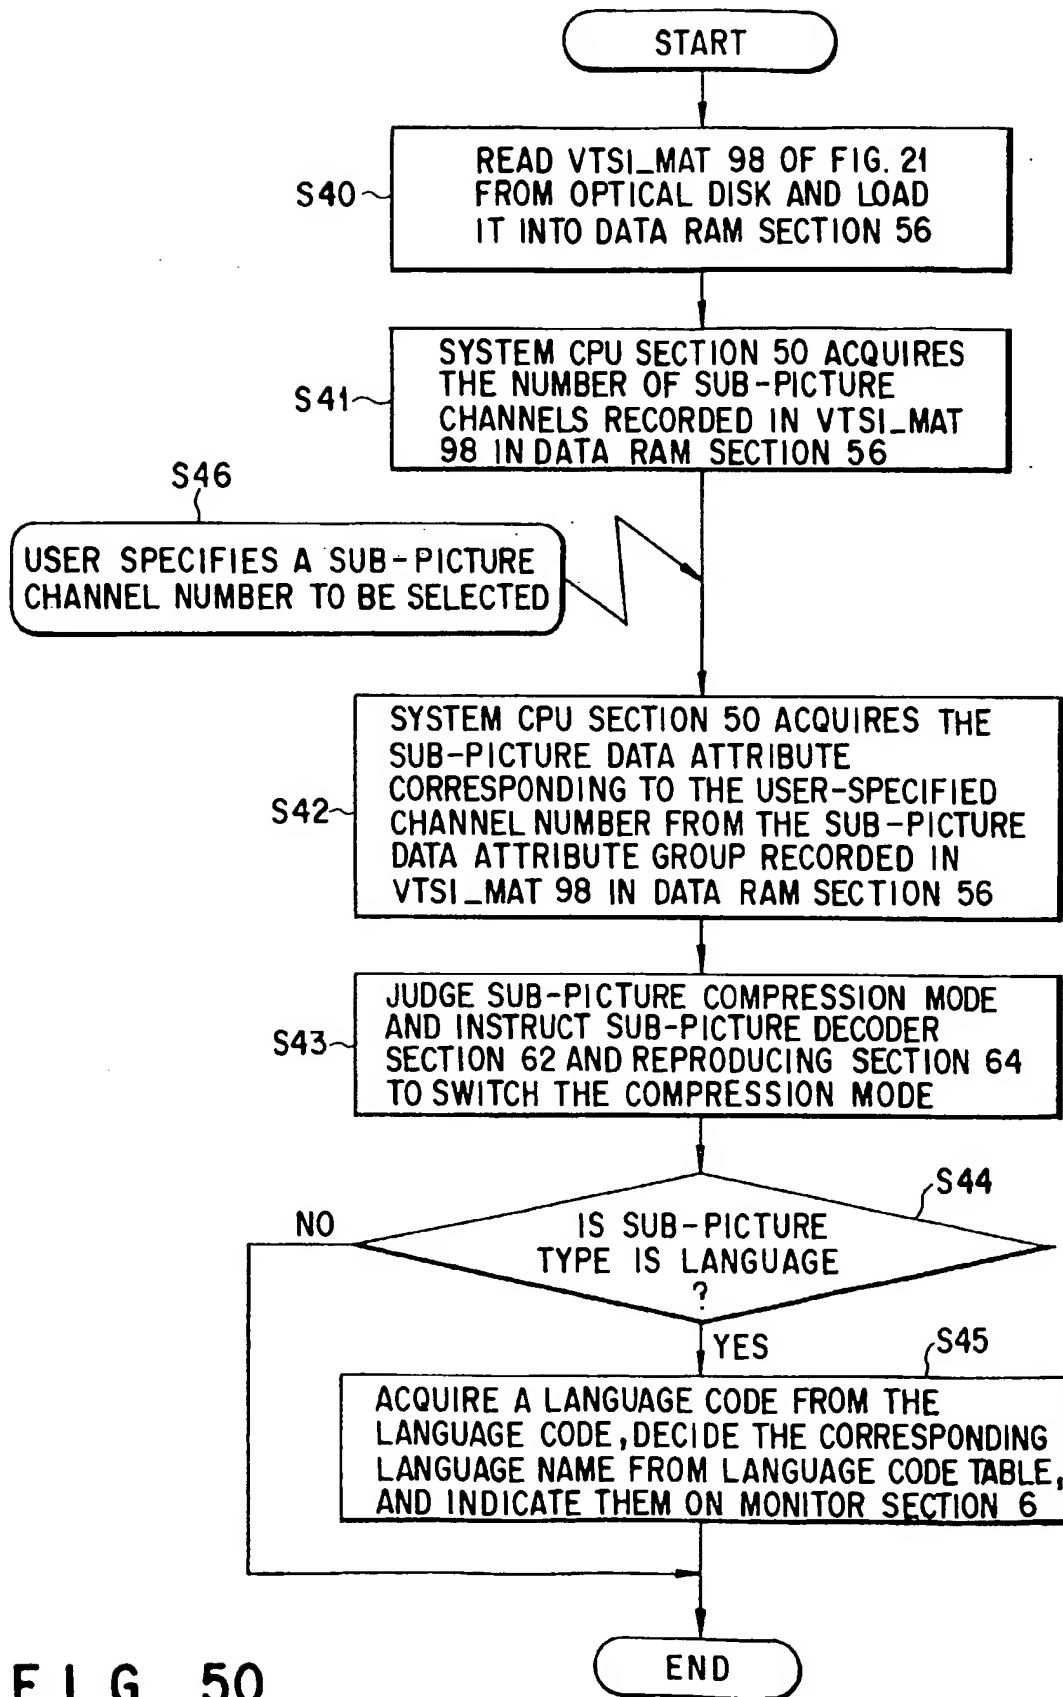 START
S40
READ VTSI_MAT 98 OF FIG. 21
FROM OPTICAL DISK AND LOAD
IT INTO DATA RAM SECTION 56
S41
SYSTEM CPU SECTION 50 ACQUIRES
THE NUMBER OF SUB-PICTURE
CHANNELS RECORDED IN VTSI_MAT
98 IN DATA RAM SECTION 56
S46
USER SPECIFIES A SUB-PICTURE
CHANNEL NUMBER TO BE SELECTED
S42
SYSTEM CPU SECTION 50 ACQUIRES THE
SUB-PICTURE DATA ATTRIBUTE
CORRESPONDING TO THE USER-SPECIFIED
CHANNEL NUMBER FROM THE SUB-PICTURE
DATA ATTRIBUTE GROUP RECORDED IN
VTSI_MAT 98 IN DATA RAM SECTION 56
S43
JUDGE SUB-PICTURE COMPRESSION MODE
AND INSTRUCT SUB-PICTURE DECODER
SECTION 62 AND REPRODUCING SECTION 64
TO SWITCH THE COMPRESSION MODE
S44
NO
IS SUB-PICTURE
TYPE IS LANGUAGE
?
YES
S45
ACQUIRE A LANGUAGE CODE FROM THE
LANGUAGE CODE, DECIDE THE CORRESPONDING
LANGUAGE NAME FROM LANGUAGE CODE TABLE,
AND INDICATE THEM ON MONITOR SECTION 6
END
FIG. 50